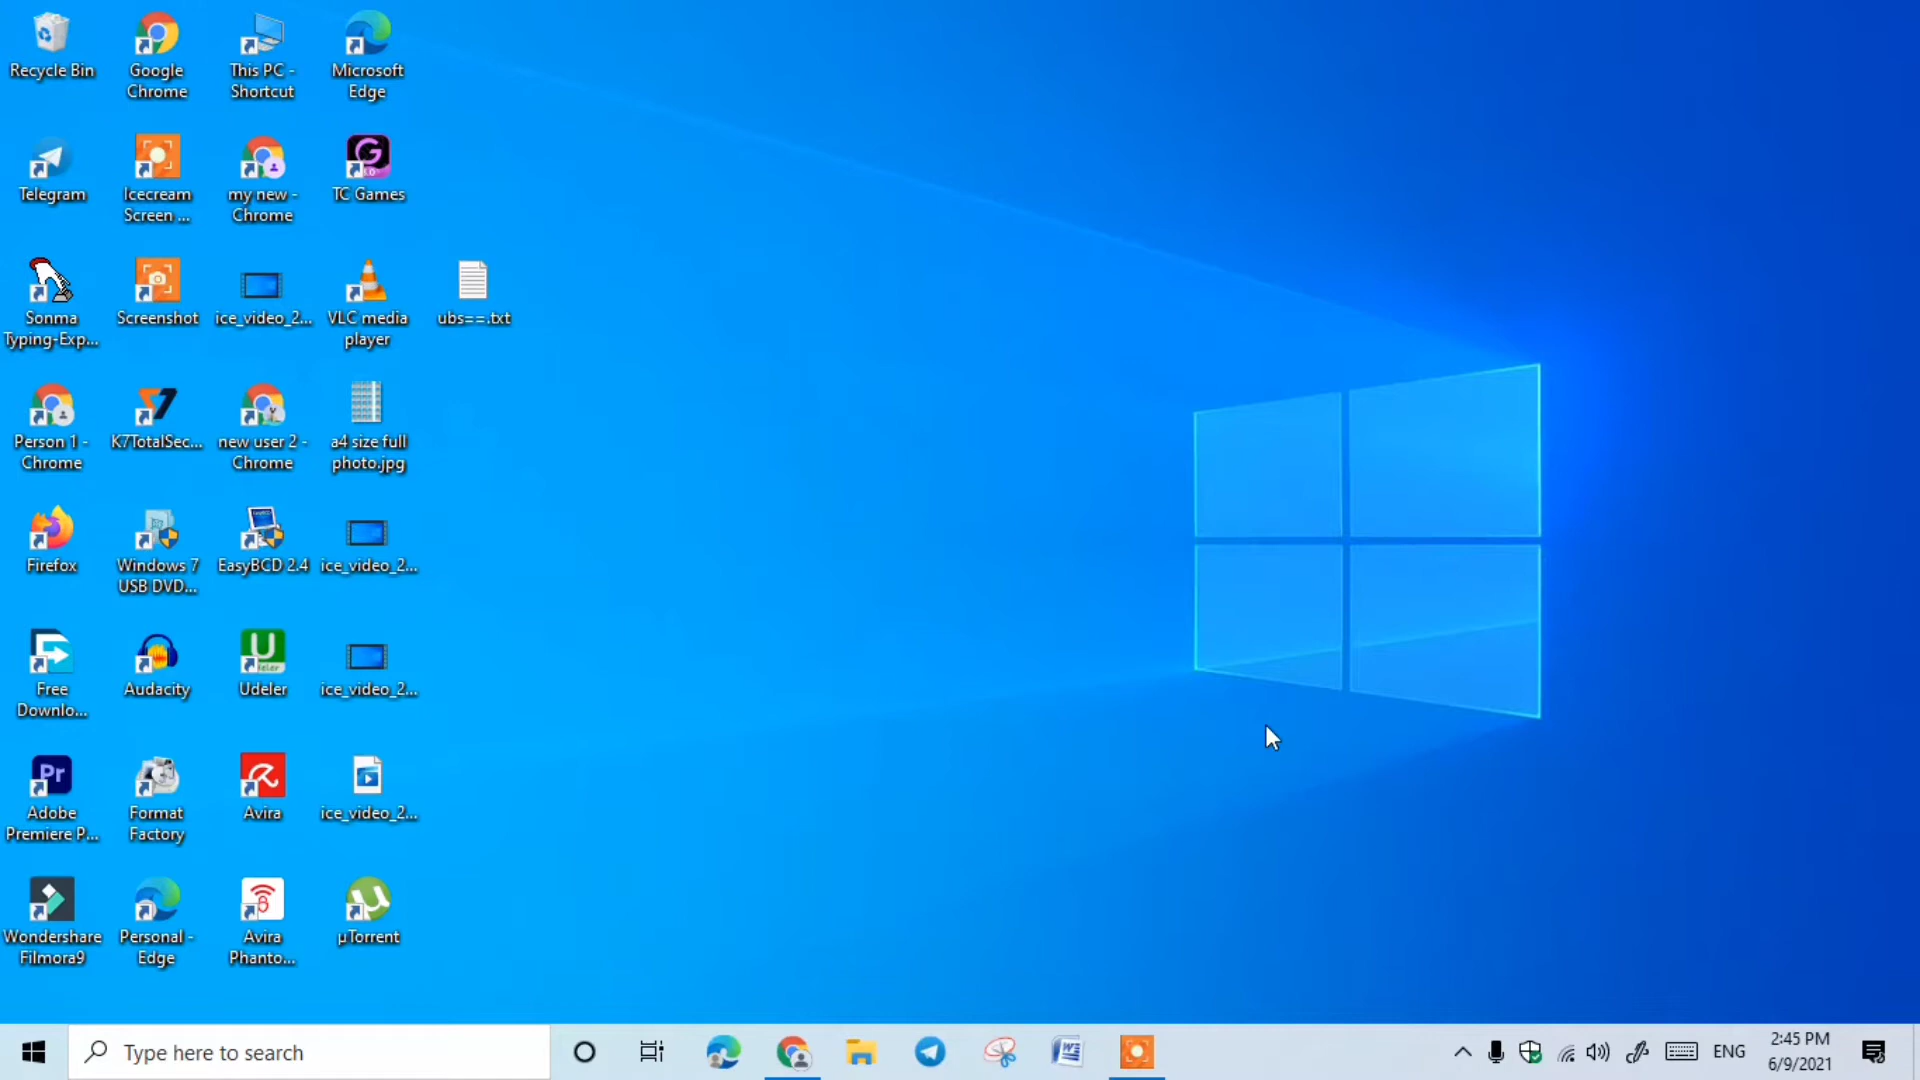 Recycle Bin
Google
Chrome
This PC -
Shortcut
Microsoft
Edge
Telegram
Icecream
Screen ...
my new -
Chrome
TC Games
Sonma
Typing-Exp...
Screenshot
ice_video_2...
VLC media
player
ubs==.txt
Person 1 -
Chrome
K7TotalSec...
new user 2 -
Chrome
a4 size full
photo.jpg
Firefox
Windows 7
USB DVD...
EasyBCD 2.4
ice_video_2...
Free
Downlo...
Audacity
Udeler
ice_video_2...
Adobe
Premiere P...
Format
Factory
Avira
ice_video_2...
Wondershare
Filmora9
Personal -
Edge
Avira
Phanto...
µTorrent
Type here to search
ENG
2:45 PM
6/9/2021